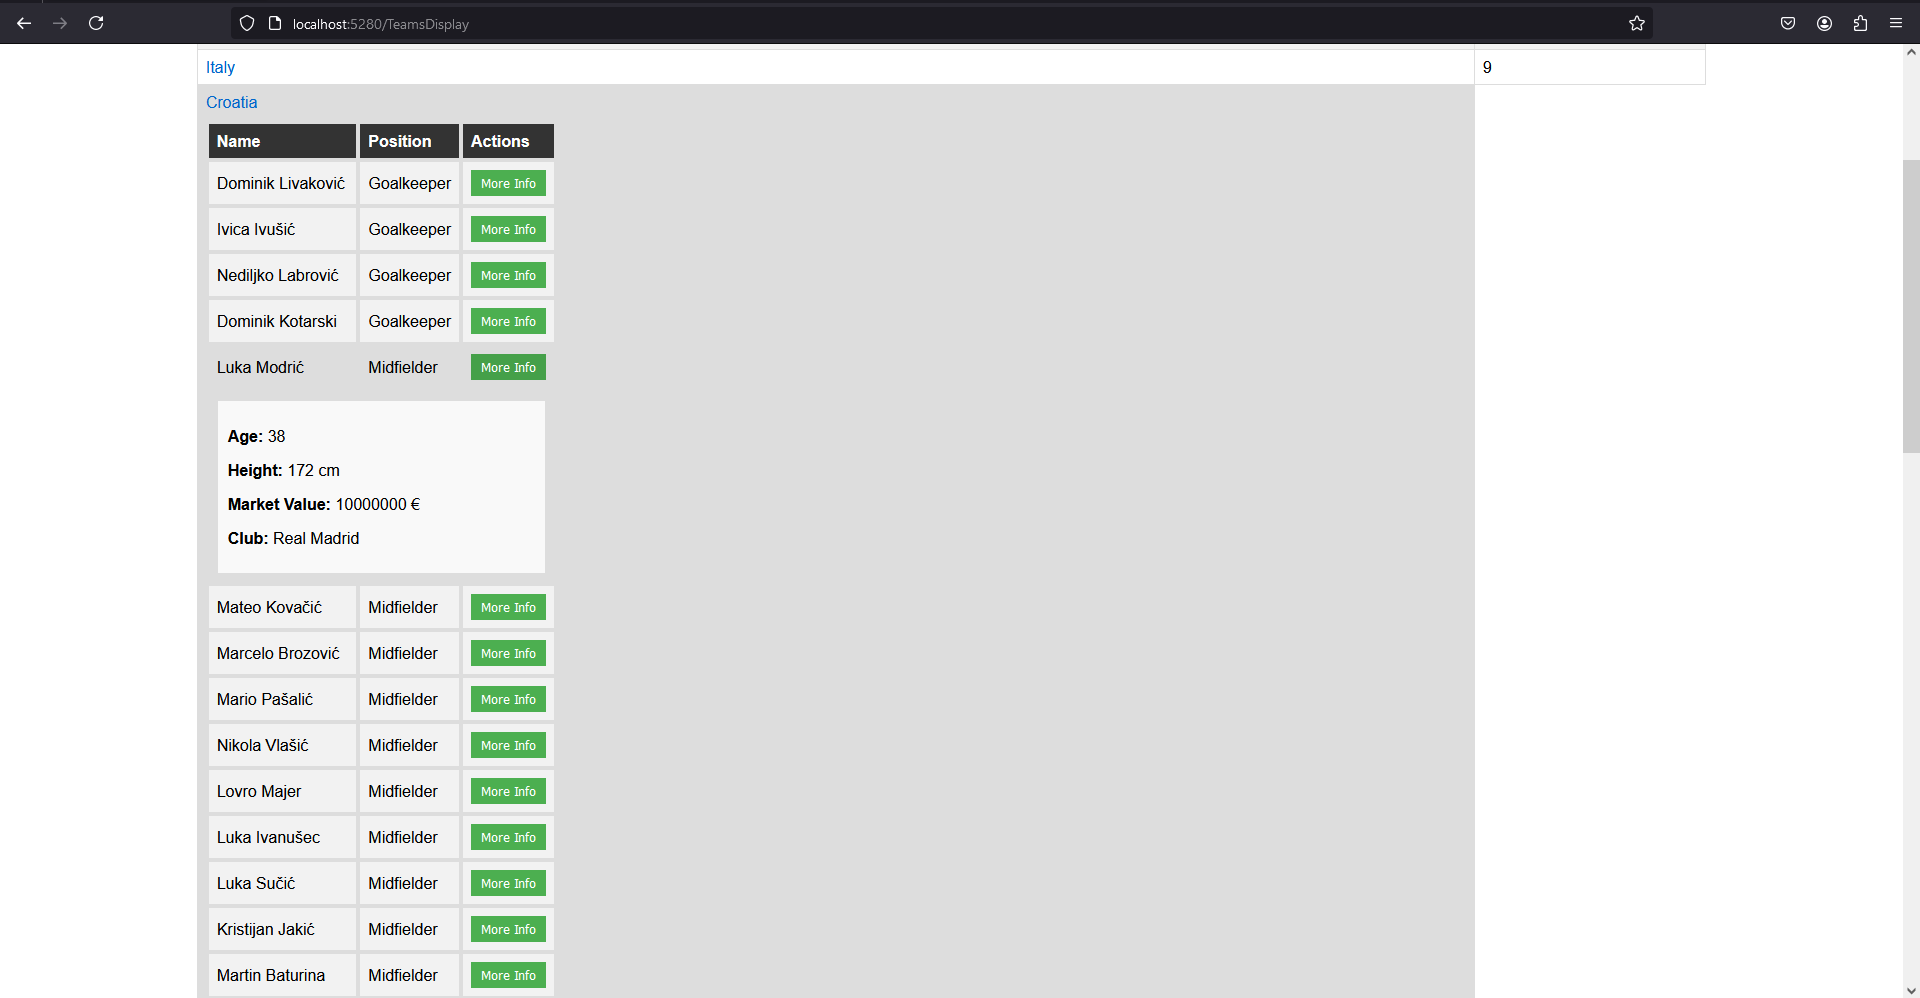 localhost:5280/TeamsDisplay
Italy 9
Croatia
Name Position Actions
Dominik Livaković Goalkeeper More Info
Ivica Ivušić Goalkeeper More Info
Nediljko Labrović Goalkeeper More Info
Dominik Kotarski Goalkeeper More Info
Luka Modrić Midfielder More Info
Age: 38
Height: 172 cm
Market Value: 10000000 €
Club: Real Madrid
Mateo Kovačić Midfielder More Info
Marcelo Brozović Midfielder More Info
Mario Pašalić Midfielder More Info
Nikola Vlašić Midfielder More Info
Lovro Majer Midfielder More Info
Luka Ivanušec Midfielder More Info
Luka Sučić Midfielder More Info
Kristijan Jakić Midfielder More Info
Martin Baturina Midfielder More Info